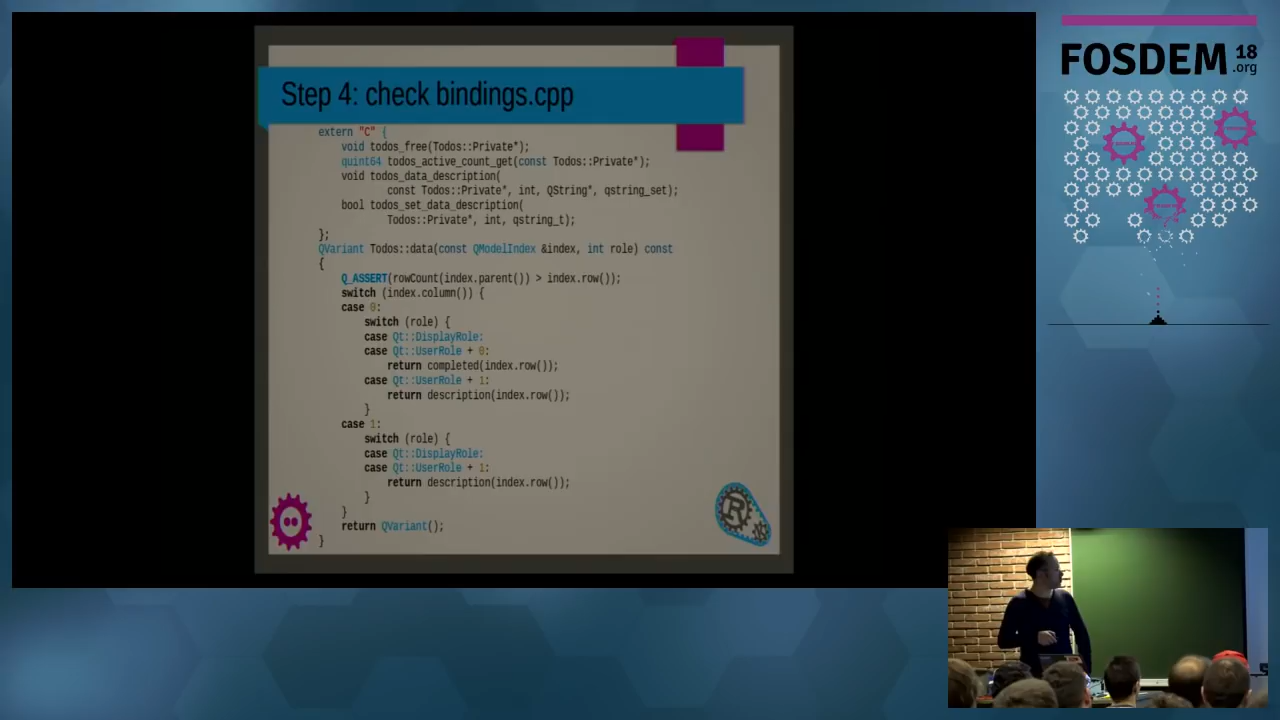 Step 4: check bindings.cpp
extern "C" {
void todos_free(Todos::Private*);
quint64 todos_active_count_get(const Todos::Private*);
void todos_data_description(
const Todos::Private*, int, QString*, qstring_set);
bool todos_set_data_description(
Todos::Private*, int, qstring_t);
};
QVariant Todos::data(const QModelIndex &index, int role) const
{
Q_ASSERT(rowCount(index.parent()) > index.row());
switch (index.column()) {
case 0:
switch (role) {
case Qt::DisplayRole:
case Qt::UserRole + 0:
return completed(index.row());
case Qt::UserRole + 1:
return description(index.row());
}
case 1:
switch (role) {
case Qt::DisplayRole:
case Qt::UserRole + 1:
return description(index.row());
}
}
return QVariant();
}
FOSDEM 18
.org